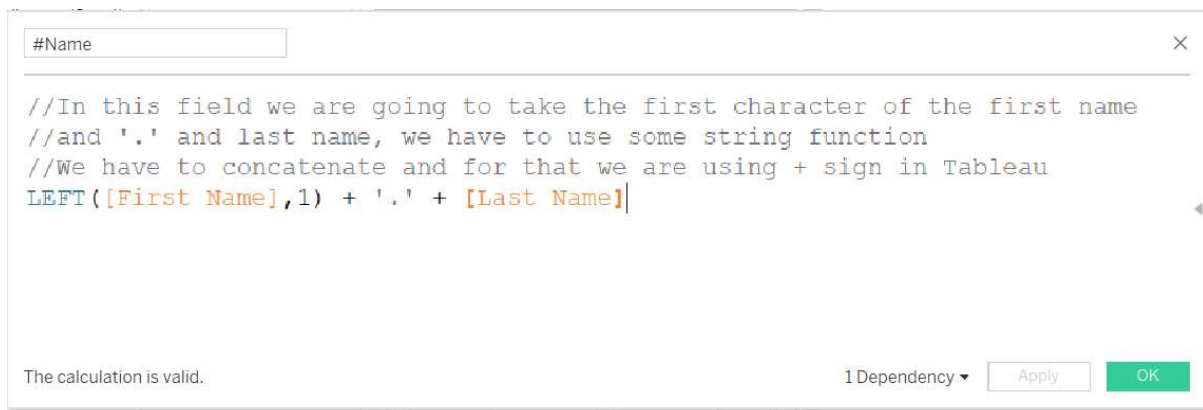 #Name
//In this field we are going to take the first character of the first name
//and '.' and last name, we have to use some string function
//We have to concatenate and for that we are using + sign in Tableau
LEFT([First Name],1) + '.' + [Last Name]
The calculation is valid.
1 Dependency
Apply
OK